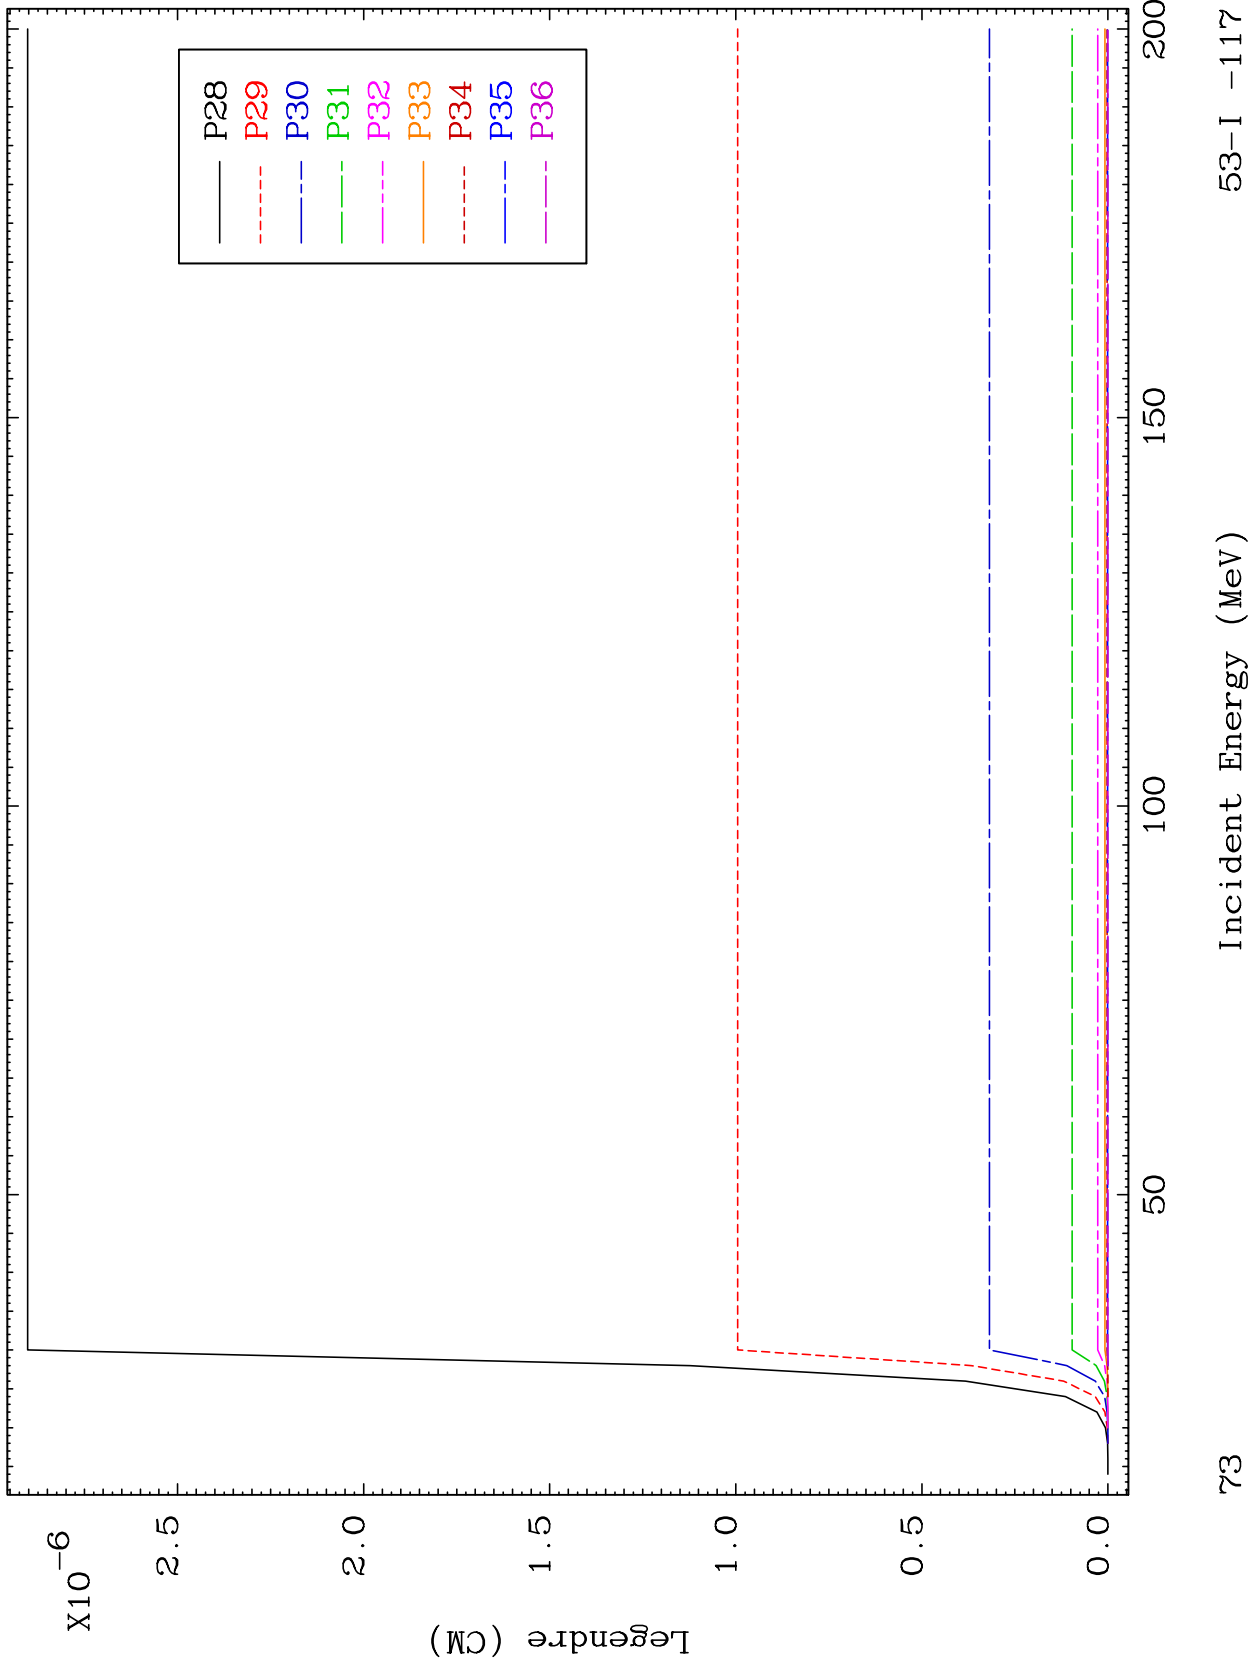 X10 -6
2.5
2.0
1.5
1.0
0.5
0.0
Legendre (CM)
P28
P29
P30
P31
P32
P33
P34
P35
P36
50
100
150
200
73
Incident Energy (MeV)
53-I -117